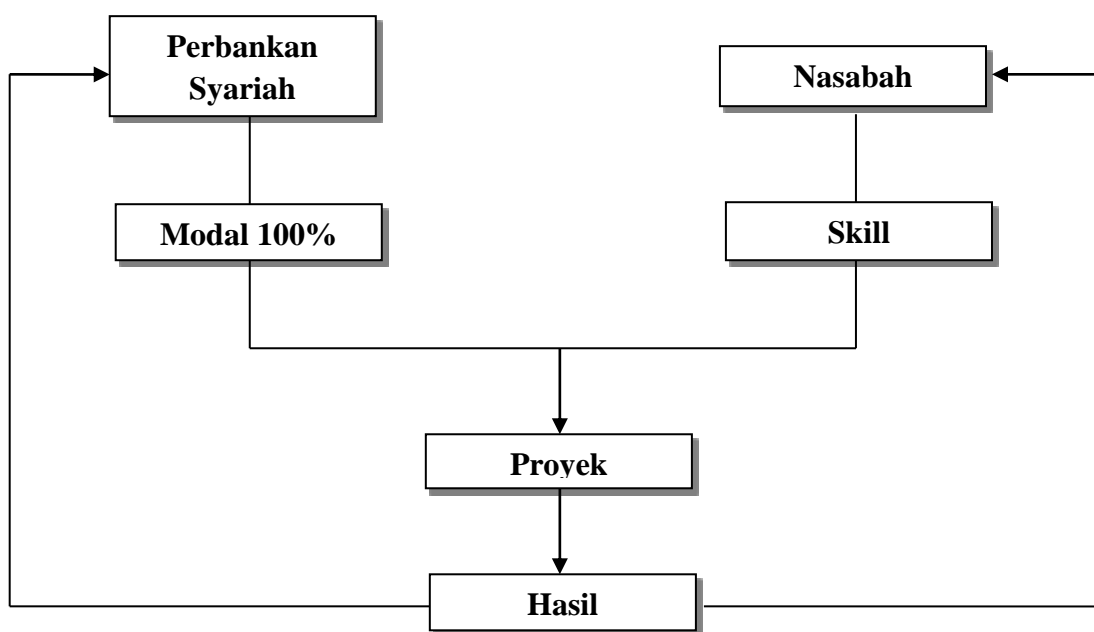 Perbankan
Syariah
Nasabah
Modal 100%
Skill
Proyek
Hasil